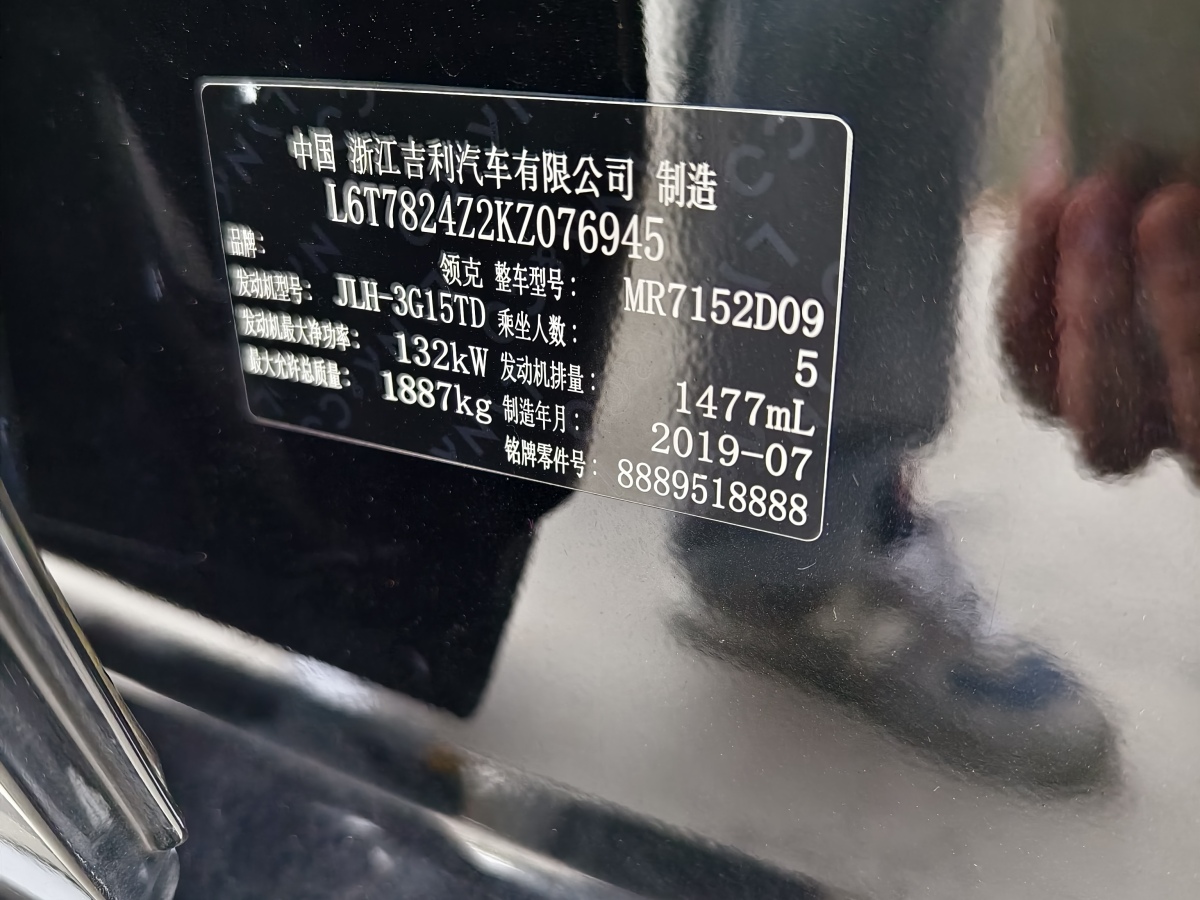 中国 浙江吉利汽车有限公司 制造
L6T7824Z2KZ076945
品牌: 领克 整车型号: MR7152D09
发动机型号: JLH-3G15TD 乘坐人数: 5
发动机最大净功率: 132kW 发动机排量: 1477mL
最大允许总质量: 1887kg 制造年月: 2019-07
铭牌零件号: 8889518888